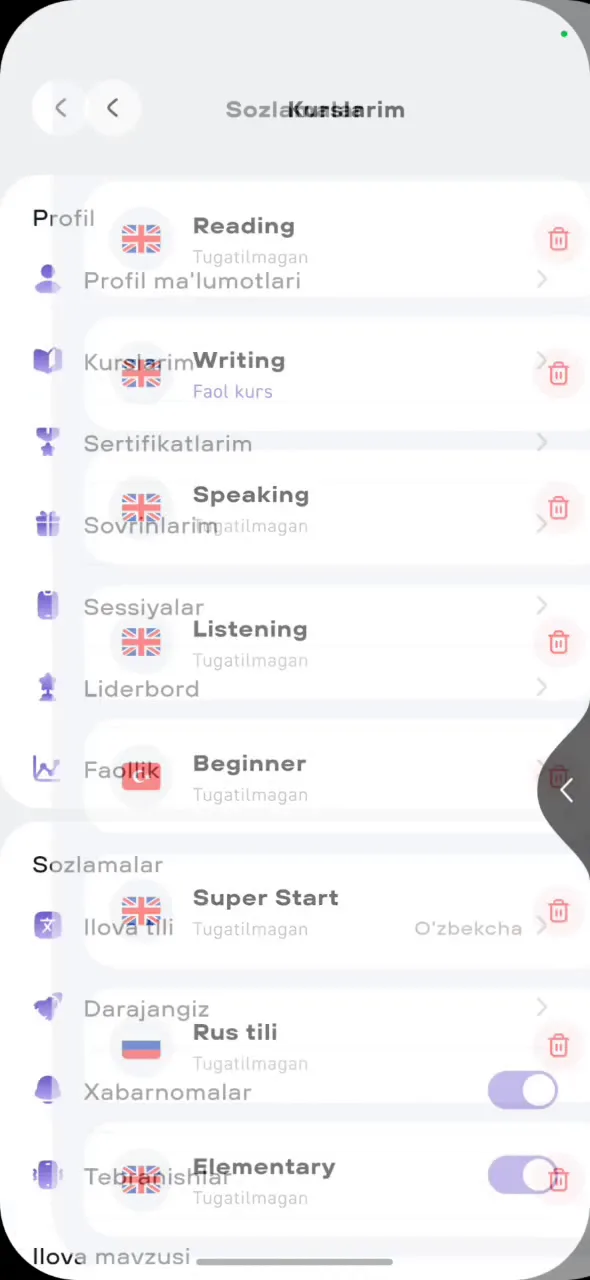 Sozlamalar
Kurslarim
Profil
Reading
Tugatilmagan
Profil ma'lumotlari
Kurslarim
Writing
Faol kurs
Sertifikatlarim
Speaking
Tugatilmagan
Sovrinlarim
Sessiyalar
Listening
Tugatilmagan
Liderbord
Beginner
Faollik
Tugatilmagan
Sozlamalar
Super Start
Ilova tili
Tugatilmagan
O'zbekcha
Darajangiz
Rus tili
Tugatilmagan
Xabarnomalar
Elementary
Tebranishlar
Tugatilmagan
Ilova mavzusi